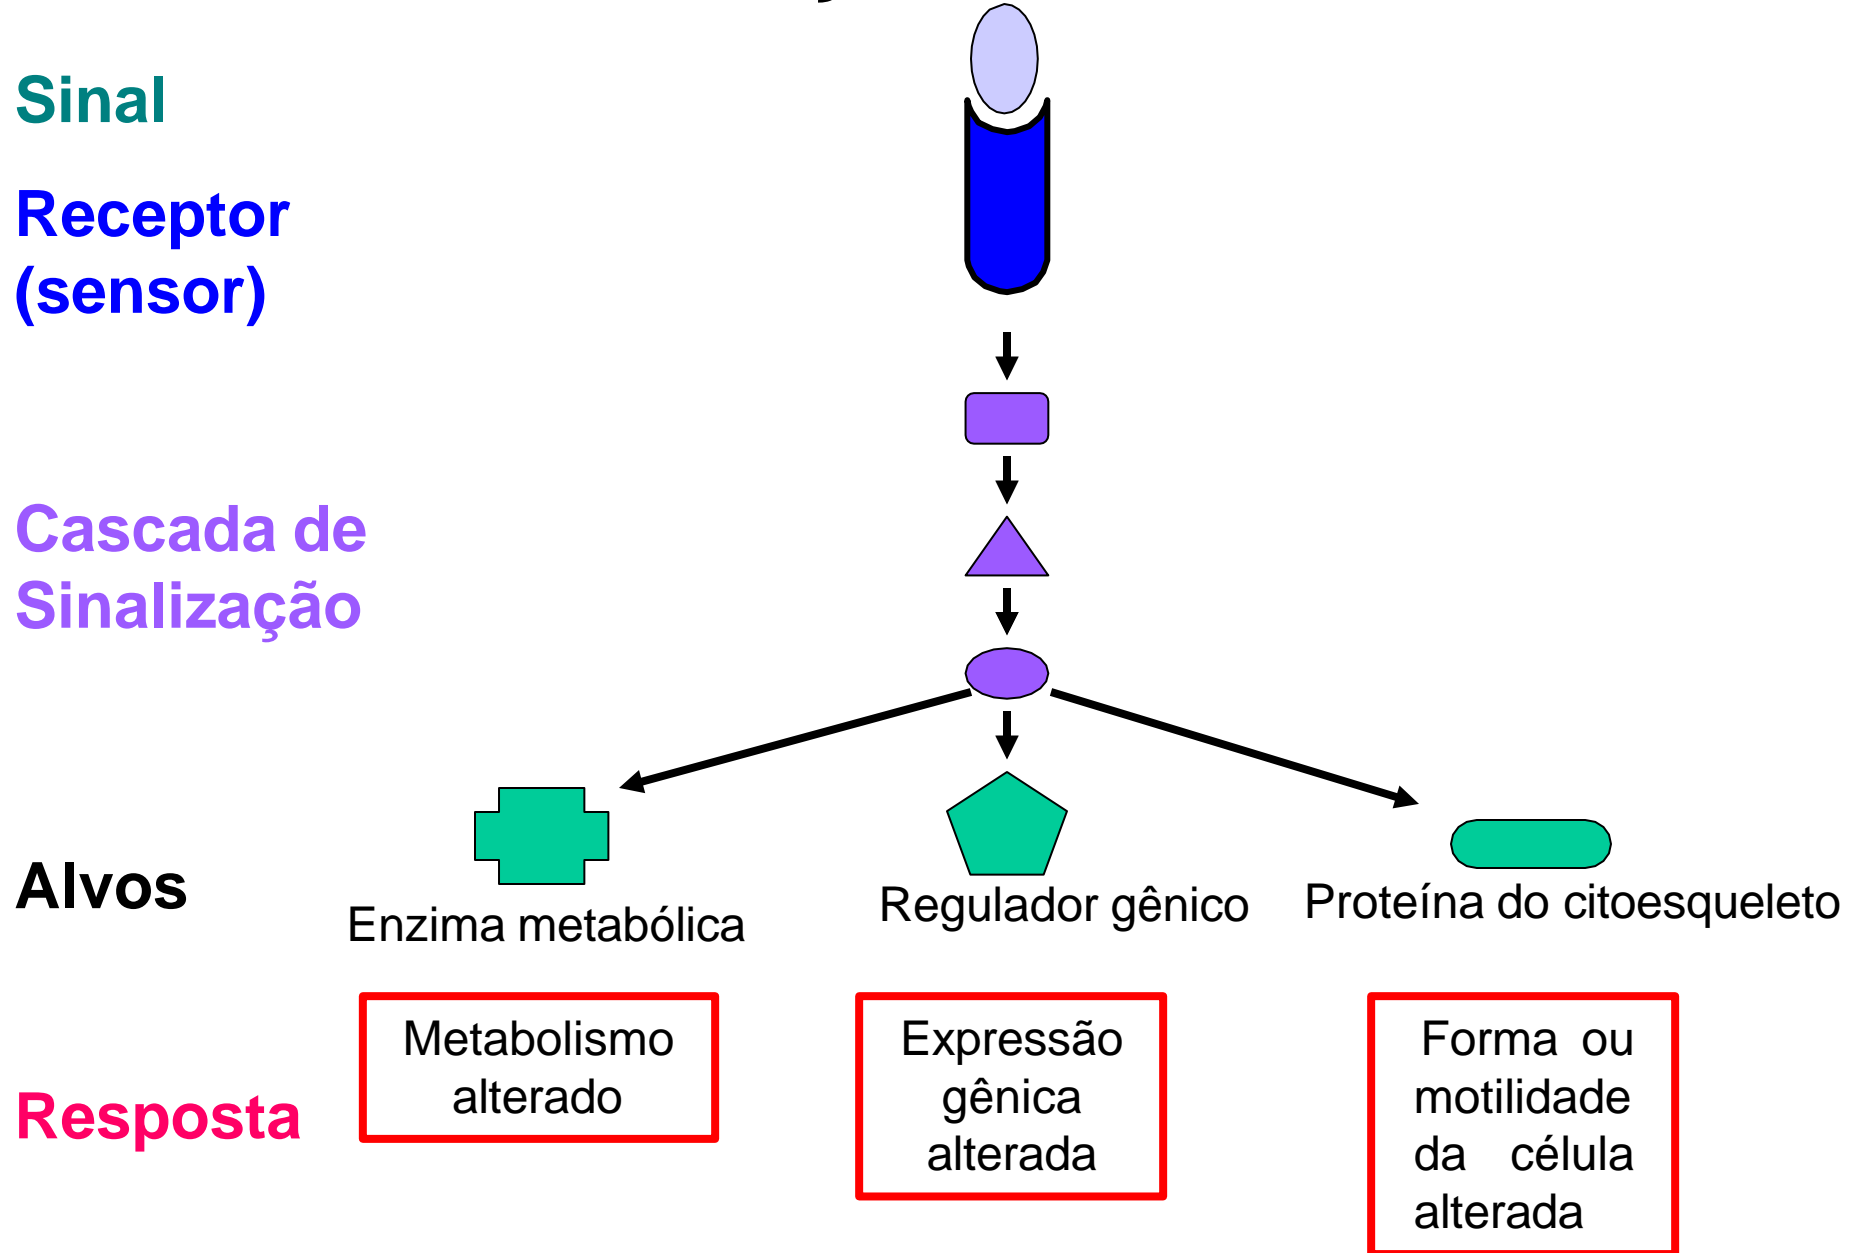 Sinal
Receptor
(sensor)
Cascada de
Sinalização
Alvos
Enzima metabólica
Regulador gênico
Proteína do citoesqueleto
Resposta
Metabolismo
alterado
Expressão
gênica
alterada
Forma ou
motilidade
da célula
alterada